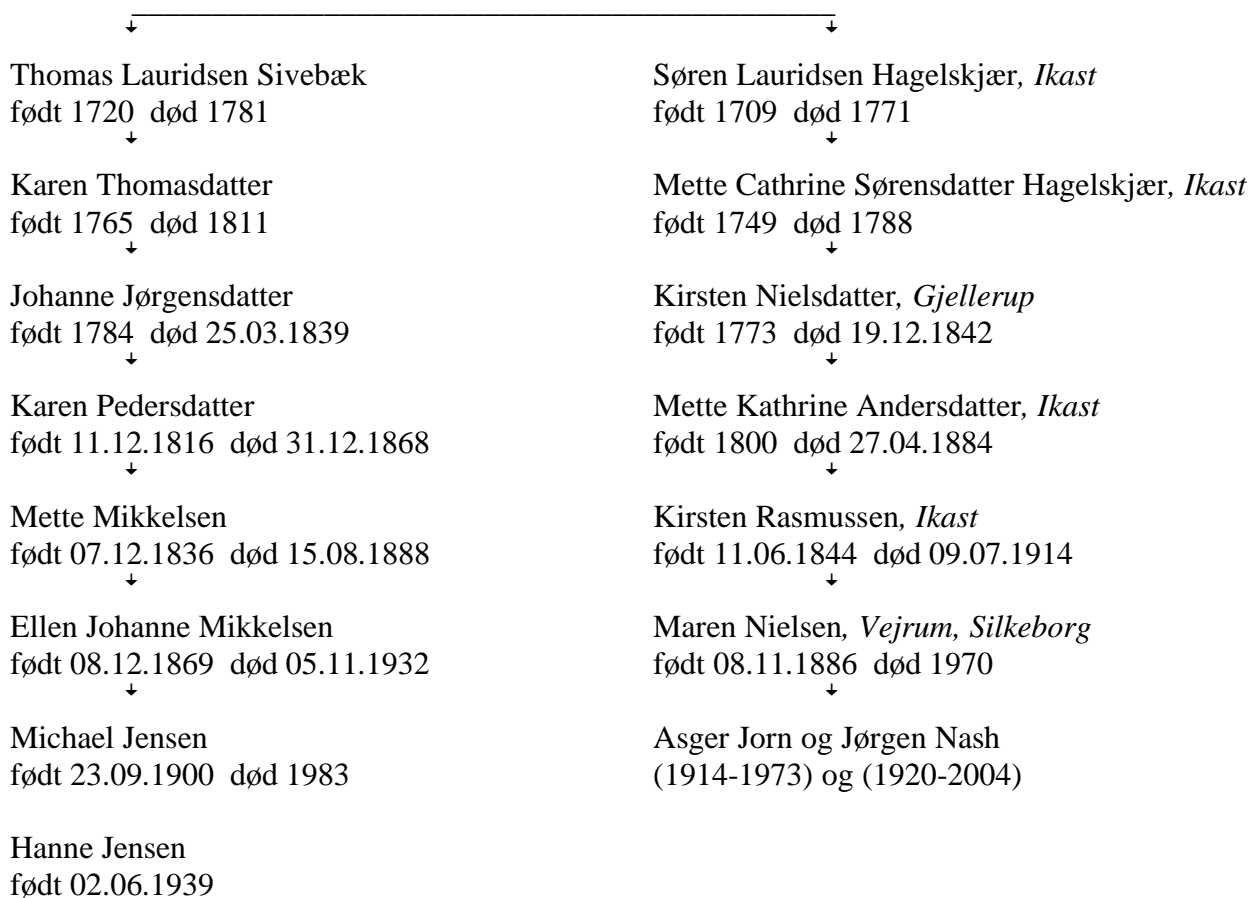 Thomas Lauridsen Sivebæk
født 1720 død 1781
Karen Thomasdatter
født 1765 død 1811
Johanne Jørgensdatter
født 1784 død 25.03.1839
Karen Pedersdatter
født 11.12.1816 død 31.12.1868
Mette Mikkelsen
født 07.12.1836 død 15.08.1888
Ellen Johanne Mikkelsen
født 08.12.1869 død 05.11.1932
Michael Jensen
født 23.09.1900 død 1983
Hanne Jensen
født 02.06.1939
Søren Lauridsen Hagelskjær, Ikast
født 1709 død 1771
Mette Cathrine Sørensdatter Hagelskjær, Ikast
født 1749 død 1788
Kirsten Nielsdatter, Gjellerup
født 1773 død 19.12.1842
Mette Kathrine Andersdatter, Ikast
født 1800 død 27.04.1884
Kirsten Rasmussen, Ikast
født 11.06.1844 død 09.07.1914
Maren Nielsen, Vejrum, Silkeborg
født 08.11.1886 død 1970
Asger Jorn og Jørgen Nash
(1914-1973) og (1920-2004)